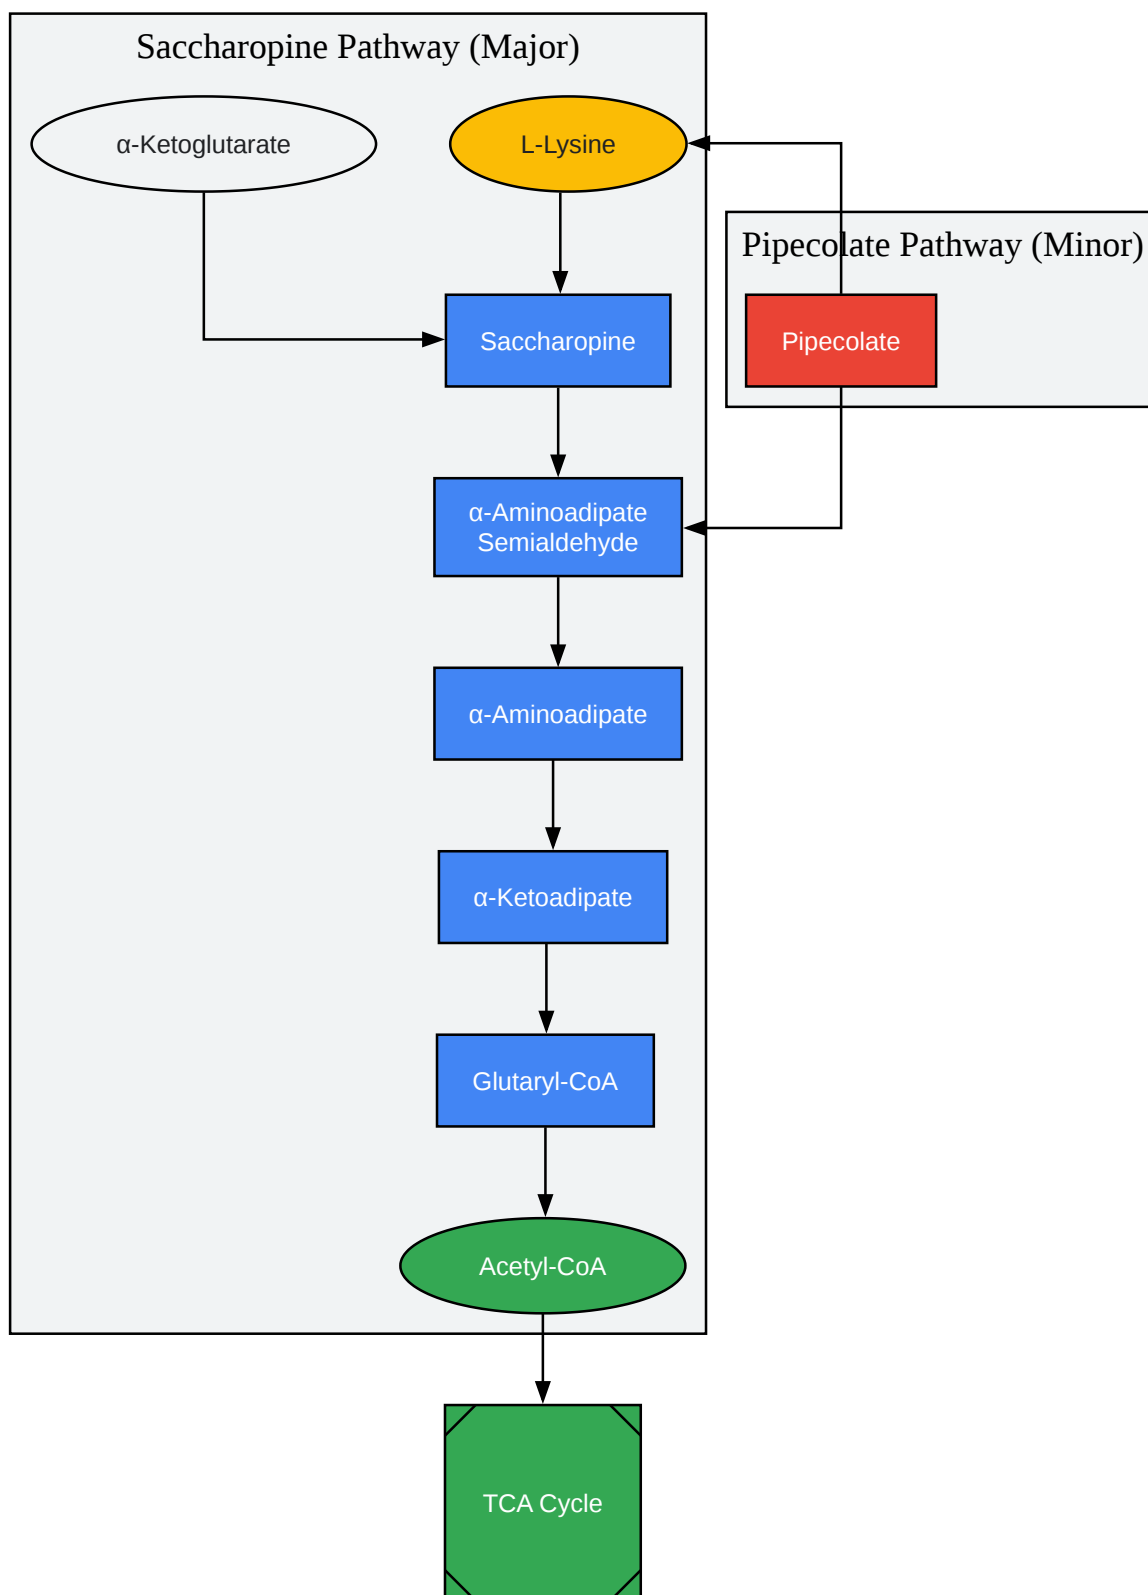 Saccharopine Pathway (Major)
α-Ketoglutarate
L-Lysine
Pipecolate Pathway (Minor)
Saccharopine
Pipecolate
α-Aminoadipate
Semialdehyde
α-Aminoadipate
α-Ketoadipate
Glutaryl-CoA
Acetyl-CoA
TCA Cycle